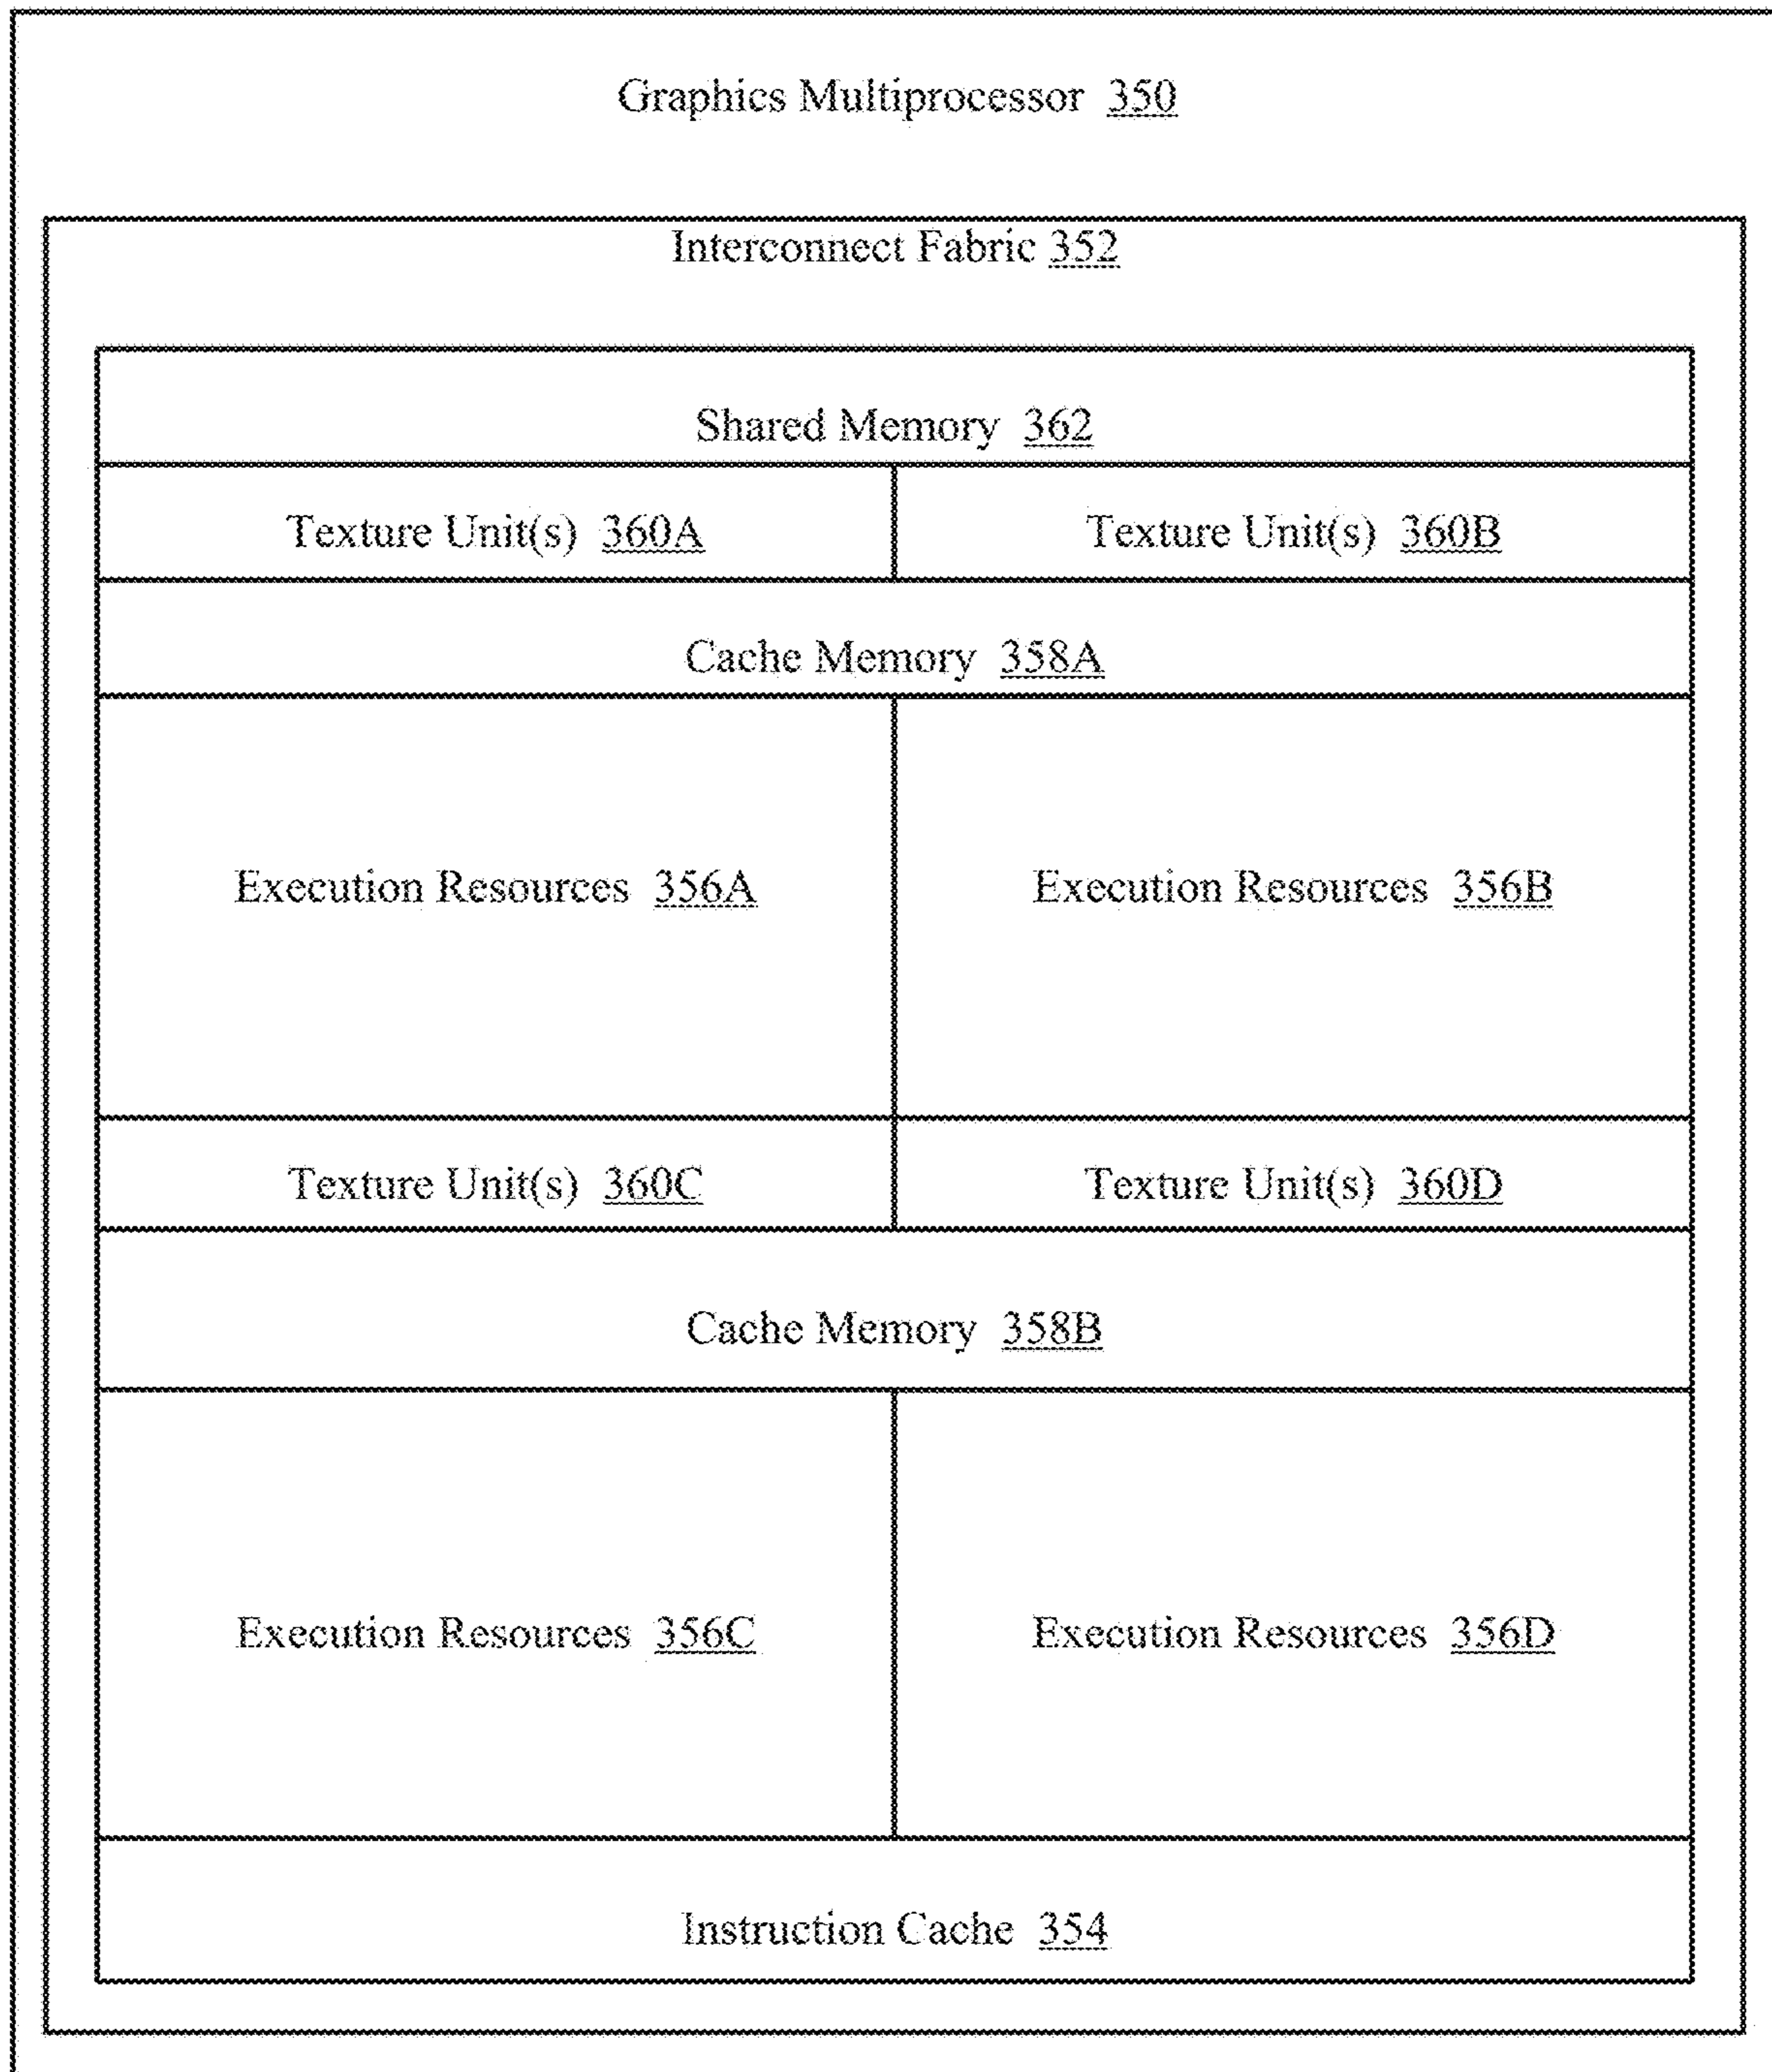 Graphics Multiprocessor 350
Interconnect Fabric 352
Shared Memory 362
Texture Unit(s) 360A
Texture Unit(s) 360B
Cache Memory 358A
Execution Resources 356A
Execution Resources 356B
Texture Unit(s) 360C
Texture Unit(s) 360D
Cache Memory 358B
Execution Resources 356C
Execution Resources 356D
Instruction Cache 354